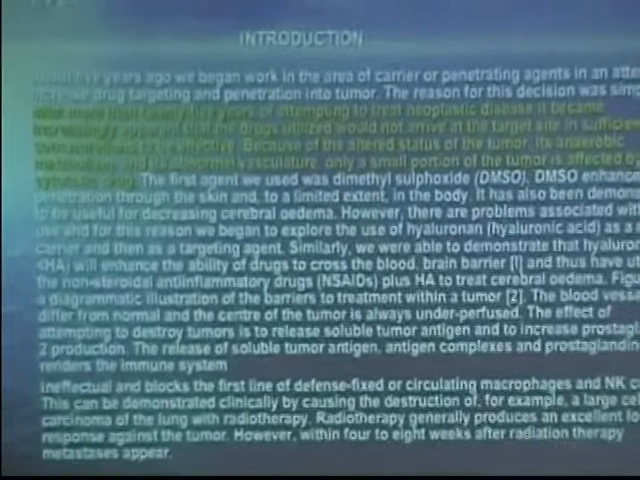 INTRODUCTION
five years ago we began work in the area of carrier or penetrating agents in an
increase drug targeting and penetration into tumor. The reason for this decision was
after more than twenty five years of attempting to treat neoplastic disease it became
increasingly apparent that the drugs utilized would not arrive at the target site in
to be effective. Because of the altered status of the tumor, its anaerobic
and its abnormal vasculature, only a small portion of the tumor is affected by
drug. The first agent we used was dimethyl sulphoxide (DMSO). DMSO
penetration through the skin and, to a limited extent, in the body. It has also been
to be useful for decreasing cerebral oedema. However, there are problems associated
use and for this reason we began to explore the use of hyaluronan (hyaluronic acid) as a
carrier and then as a targeting agent. Similarly, we were able to demonstrate that
(HA) will enhance the ability of drugs to cross the blood, brain barrier [I] and thus have
the non-steroidal antiinflammatory drugs (NSAIDs) plus HA to treat cerebral oedema.
a diagrammatic illustration of the barriers to treatment within a tumor [2]. The blood
differ from normal and the centre of the tumor is always under-perfused. The effect of
attempting to destroy tumors is to release soluble tumor antigen and to increase
2 production. The release of soluble tumor antigen, antigen complexes and
renders the immune system
ineffectual and blocks the first line of defense-fixed or circulating macrophages and NK
This can be demonstrated clinically by causing the destruction of, for example, a large
carcinoma of the lung with radiotherapy. Radiotherapy generally produces an excellent
response against the tumor. However, within four to eight weeks after radiation therapy
metastases appear.